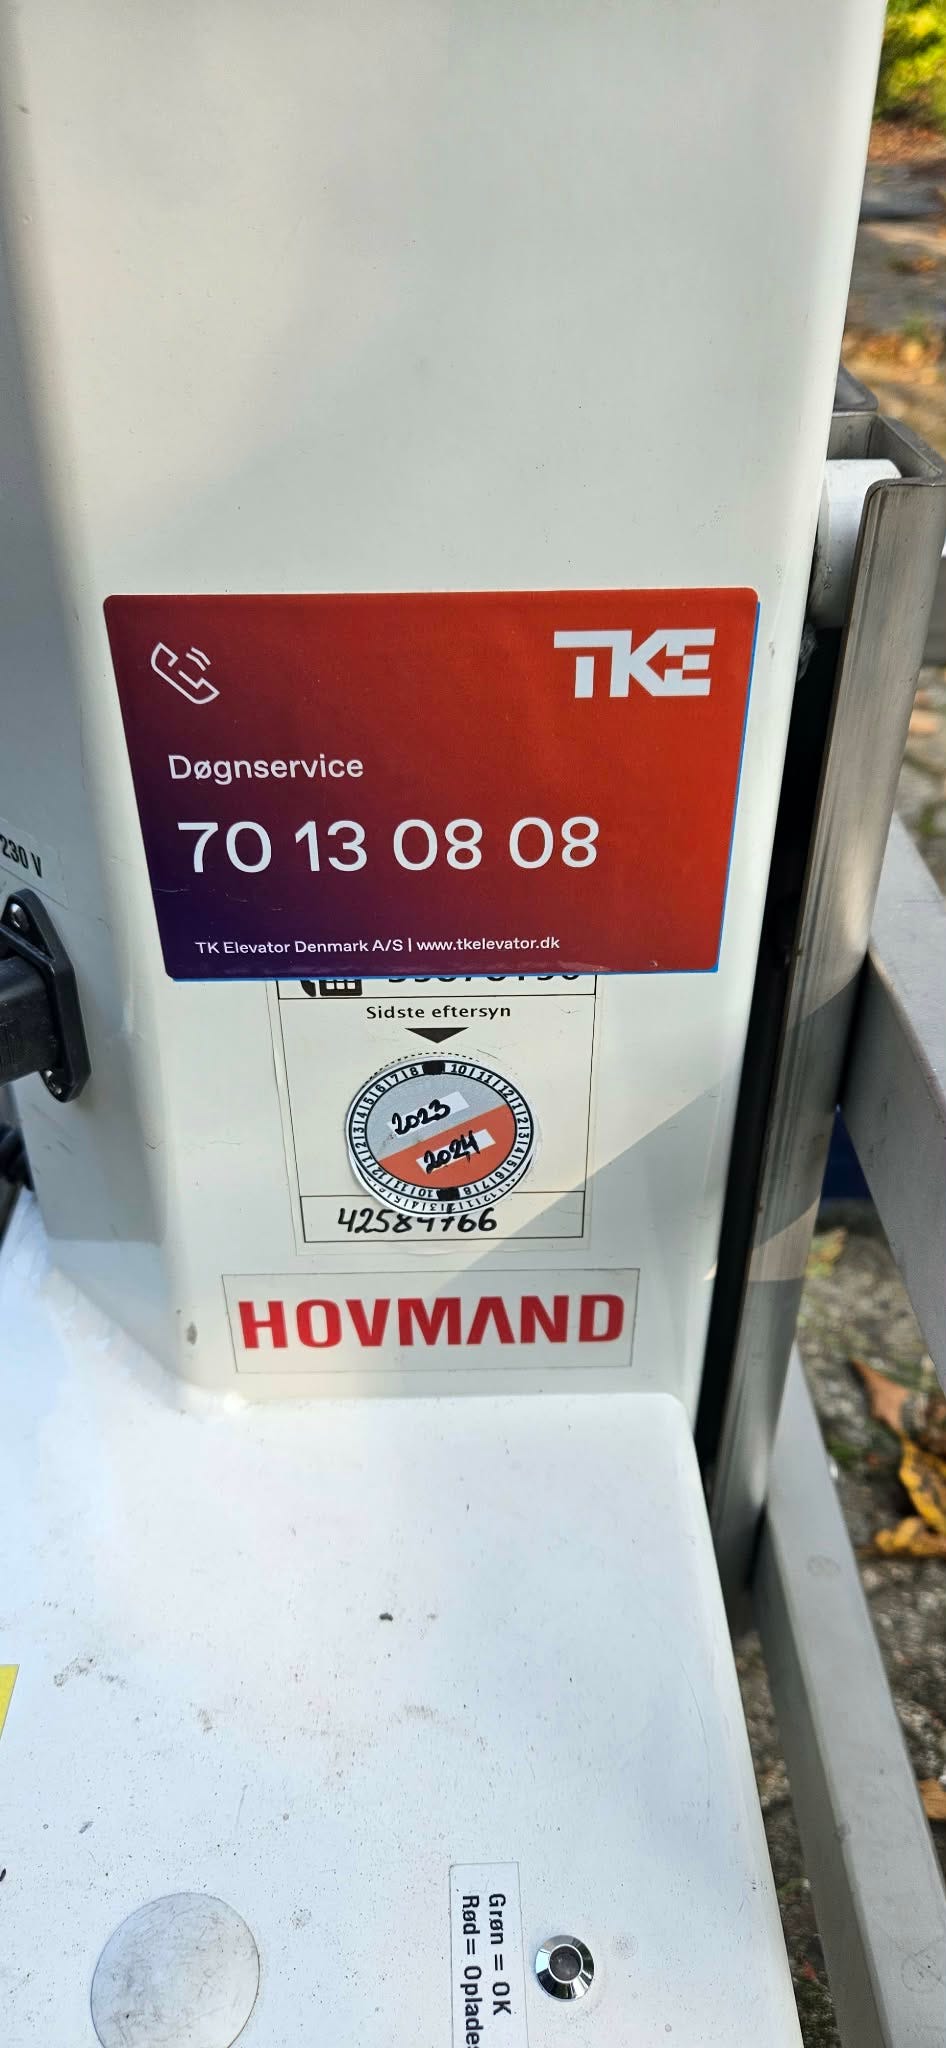 TKE
Døgnservice
70 13 08 08
TK Elevator Denmark A/S | www.tkelevator.dk
230 V
Sidste eftersyn
2023
2024
HOVMAND
Grøn = OK
Rød =